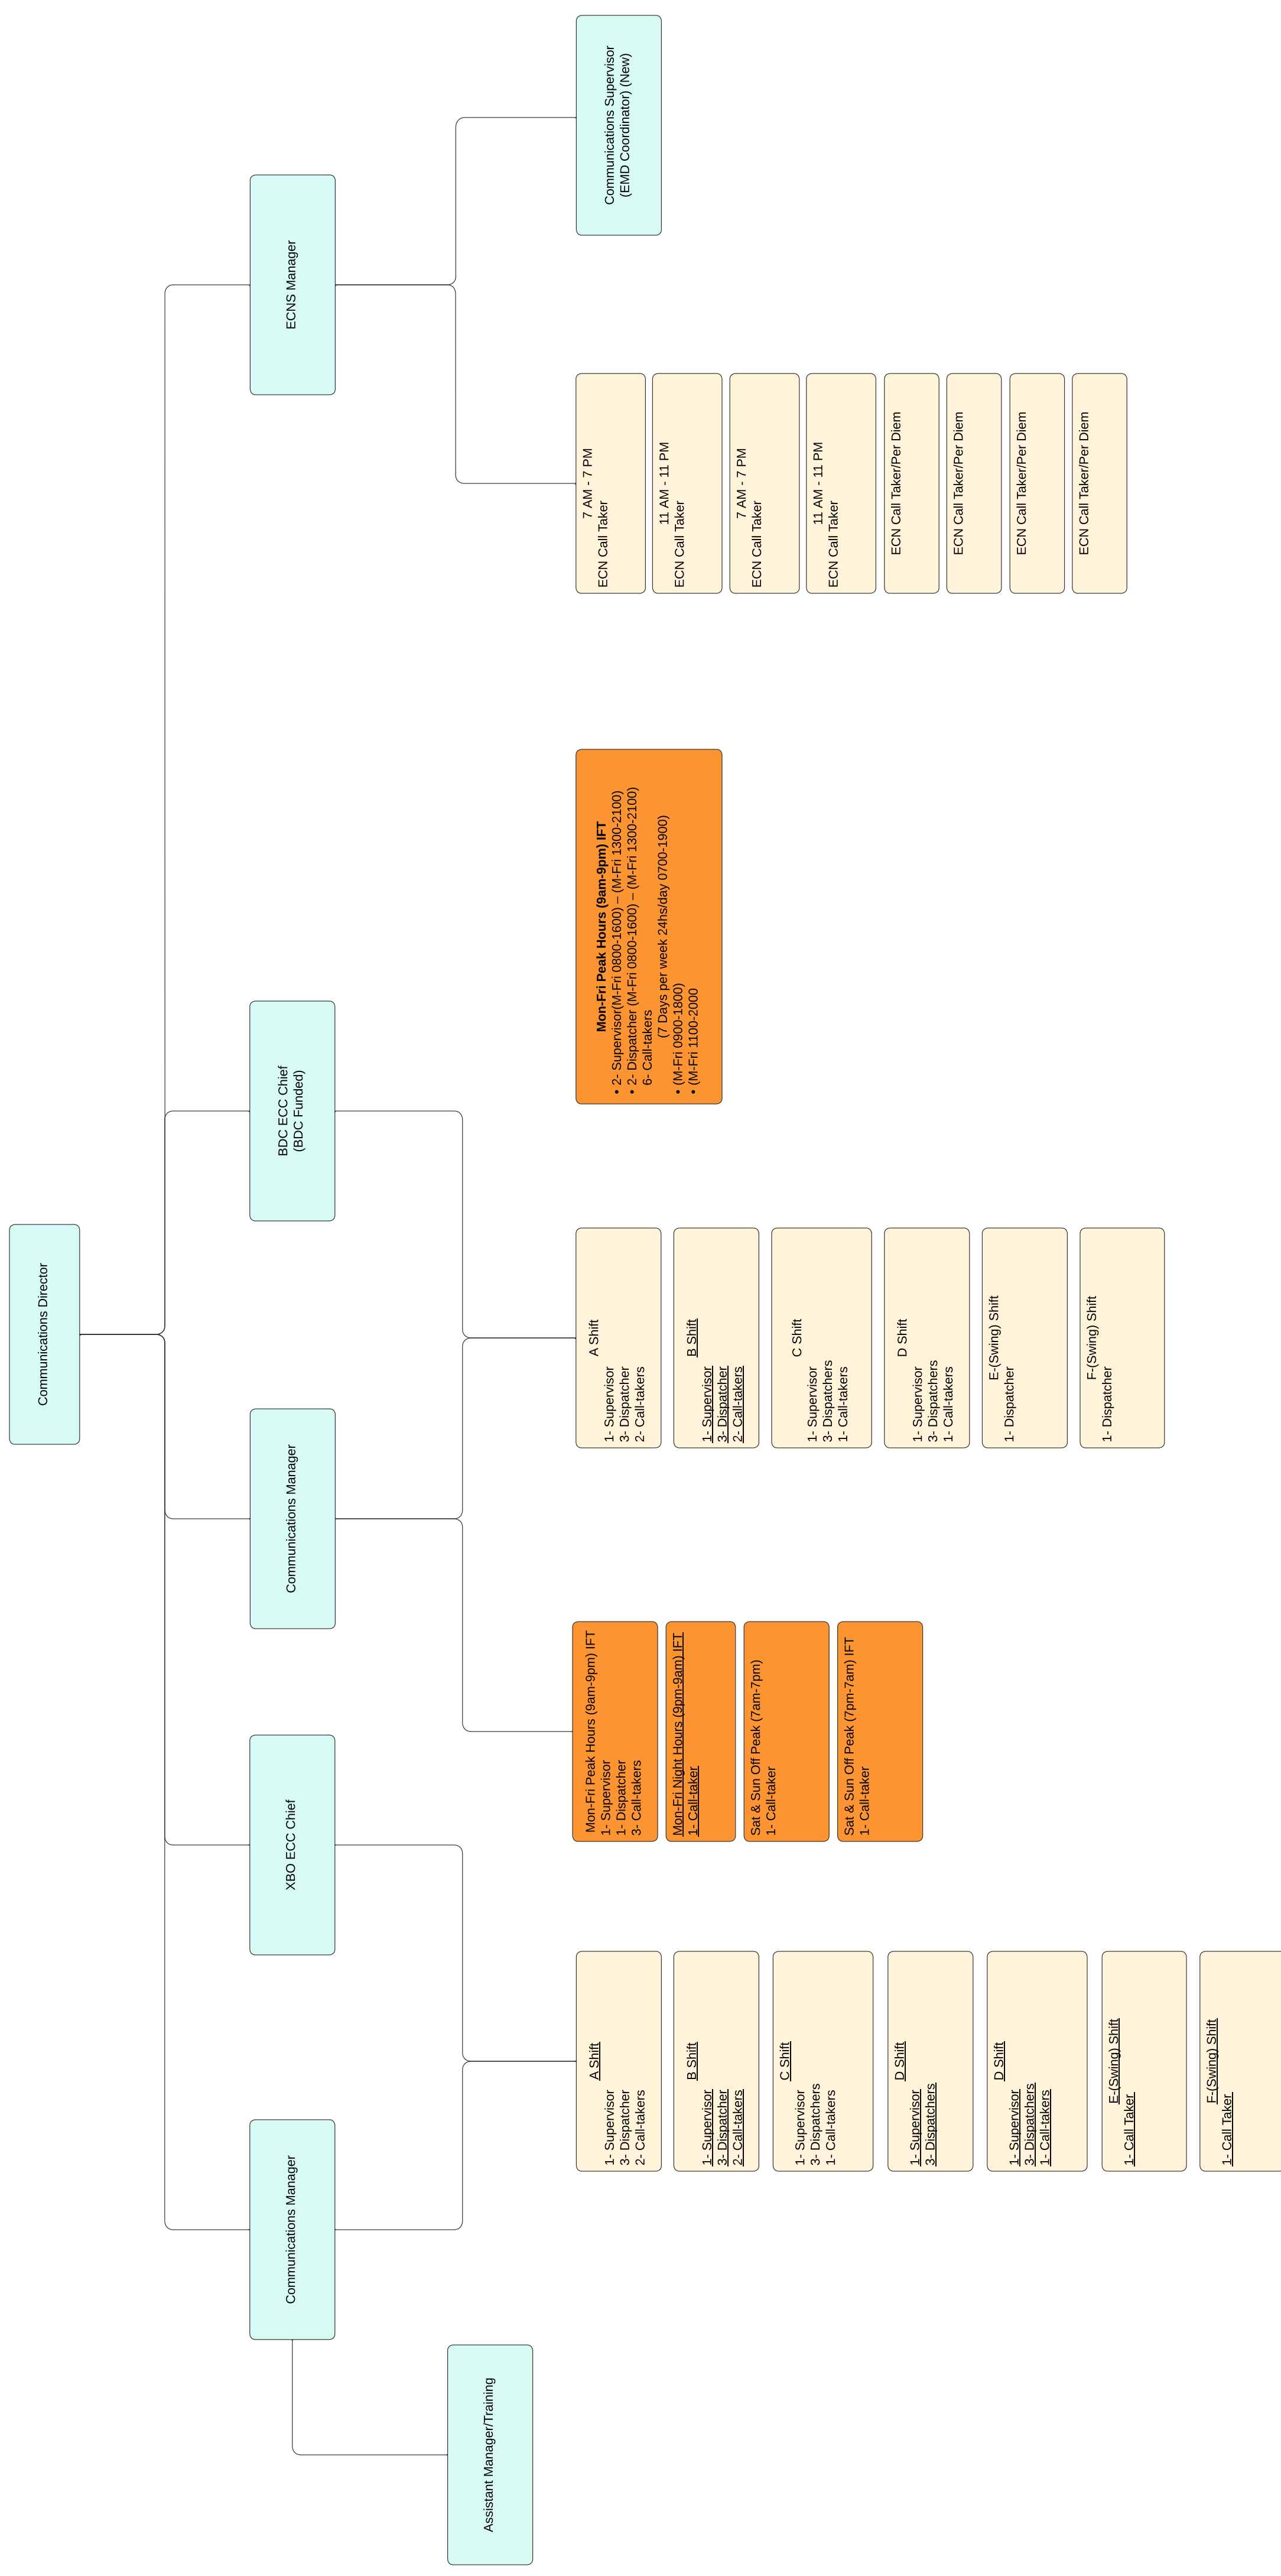 Communications Director
Communications Manager
XBO ECC Chief
Communications Manager
BDC ECC Chief
(BDC Funded)
ECNS Manager
Assistant Manager/Training
A Shift
1- Supervisor
3- Dispatcher
2- Call-takers
B Shift
1- Supervisor
3- Dispatcher
2- Call-takers
C Shift
1- Supervisor
3- Dispatchers
1- Call-takers
D Shift
1- Supervisor
3- Dispatchers
D Shift
1- Supervisor
3- Dispatchers
1- Call-takers
E-(Swing) Shift
1- Call Taker
F-(Swing) Shift
1- Call Taker
Mon-Fri Peak Hours (9am-9pm) IFT
1- Supervisor
1- Dispatcher
3- Call-takers
Mon-Fri Night Hours (9pm-9am) IFT
1- Call-taker
Sat & Sun Off Peak (7am-7pm)
1- Call-taker
Sat & Sun Off Peak (7pm-7am) IFT
1- Call-taker
A Shift
1- Supervisor
3- Dispatcher
2- Call-takers
B Shift
1- Supervisor
3- Dispatcher
2- Call-takers
C Shift
1- Supervisor
3- Dispatchers
1- Call-takers
D Shift
1- Supervisor
3- Dispatchers
1- Call-takers
E-(Swing) Shift
1- Dispatcher
F-(Swing) Shift
1- Dispatcher
Mon-Fri Peak Hours (9am-9pm) IFT
• 2- Supervisor(M-Fri 0800-1600) – (M-Fri 1300-2100)
• 2- Dispatcher (M-Fri 0800-1600) – (M-Fri 1300-2100)
6- Call-takers
(7 Days per week 24hs/day 0700-1900)
• (M-Fri 0900-1800)
• (M-Fri 1100-2000
7 AM - 7 PM
ECN Call Taker
11 AM - 11 PM
ECN Call Taker
7 AM - 7 PM
ECN Call Taker
11 AM - 11 PM
ECN Call Taker
ECN Call Taker/Per Diem
ECN Call Taker/Per Diem
ECN Call Taker/Per Diem
ECN Call Taker/Per Diem
Communications Supervisor
(EMD Coordinator) (New)